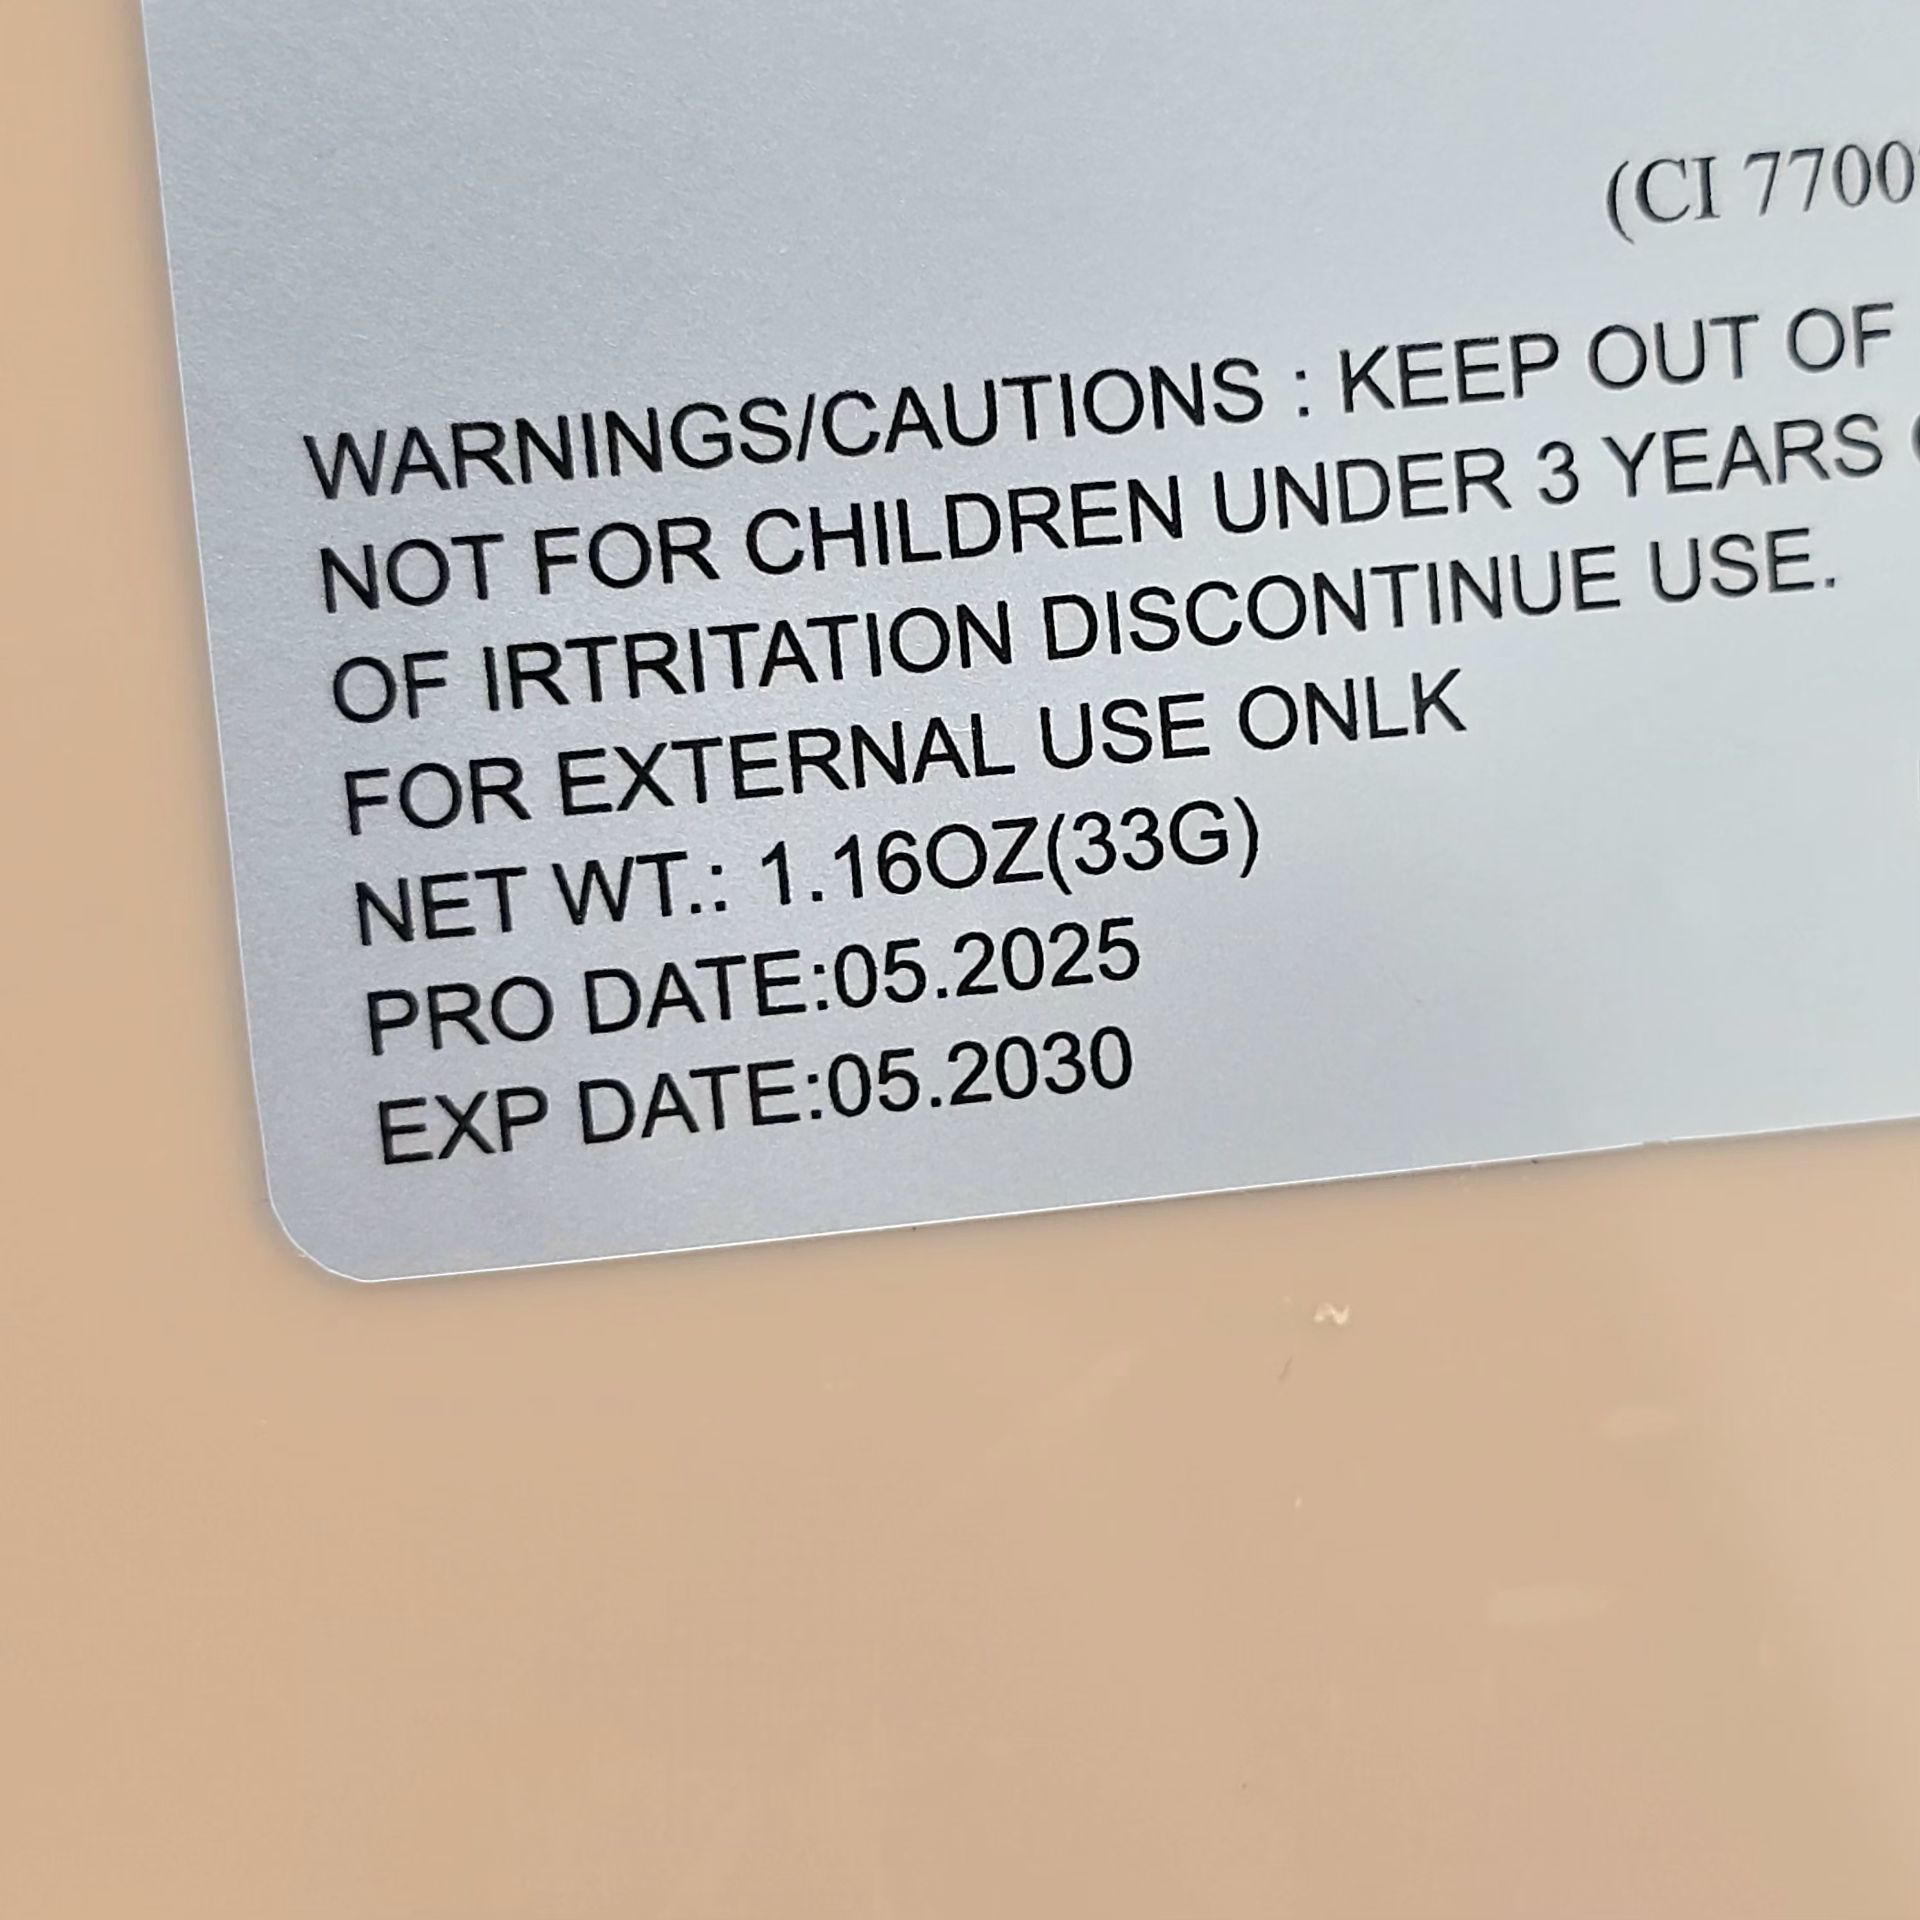 (CI 7700
WARNINGS/CAUTIONS : KEEP OUT OF
NOT FOR CHILDREN UNDER 3 YEARS
OF IRTRITATION DISCONTINUE USE.
FOR EXTERNAL USE ONLK
NET WT.: 1.16OZ(33G)
PRO DATE:05.2025
EXP DATE:05.2030